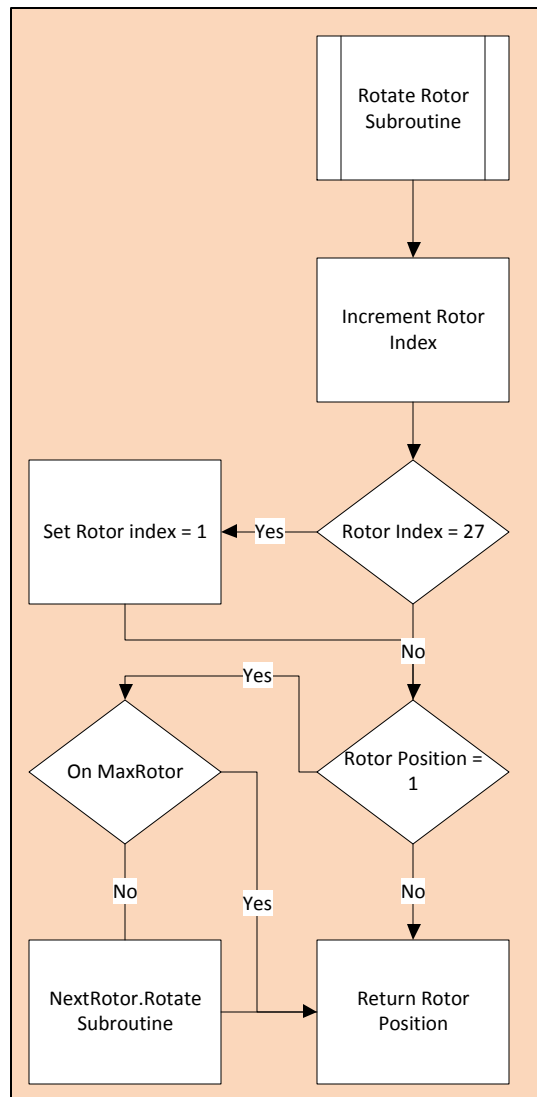 Rotate Rotor
Subroutine
Increment Rotor
Index
Set Rotor index = 1
Yes
Rotor Index = 27
No
Yes
On MaxRotor
Rotor Position =
1
No
Yes
No
NextRotor.Rotate
Subroutine
Return Rotor
Position